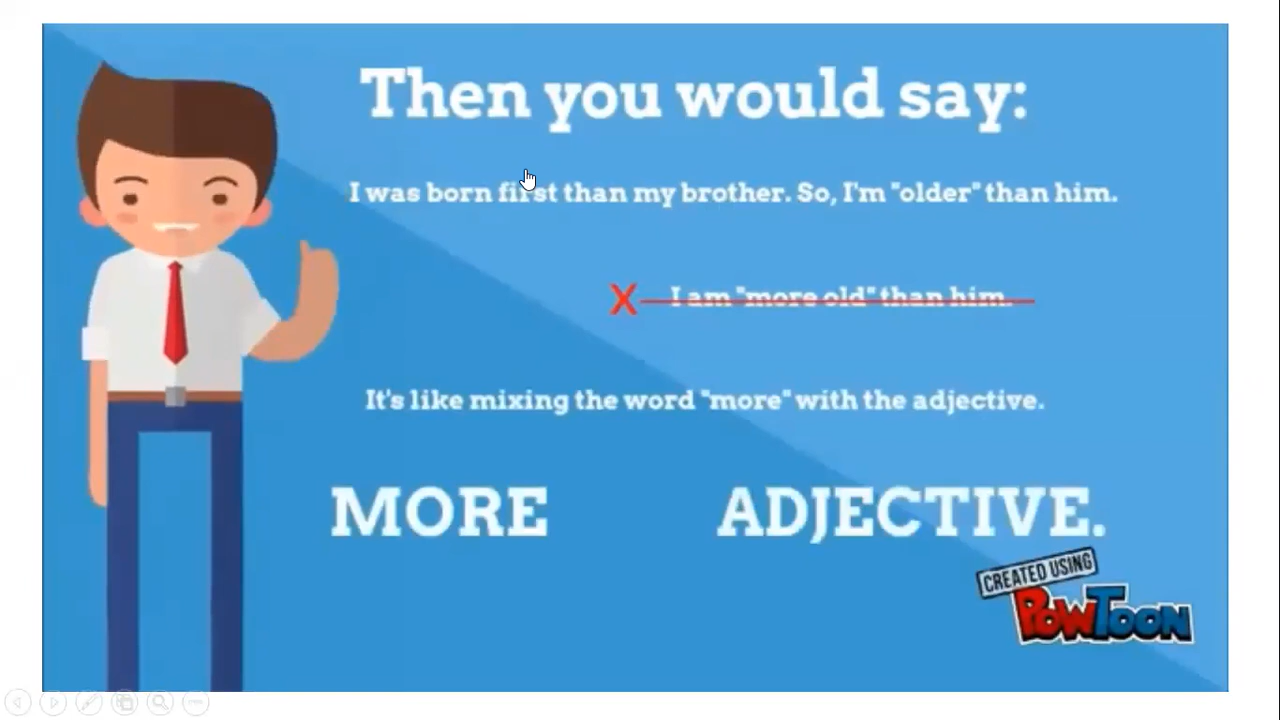 Then you would say:
I was born first than my brother. So, I'm "older" than him.
X I am "more old" than him.
It's like mixing the word "more" with the adjective.
MORE ADJECTIVE.
CREATED USING
POWTOON